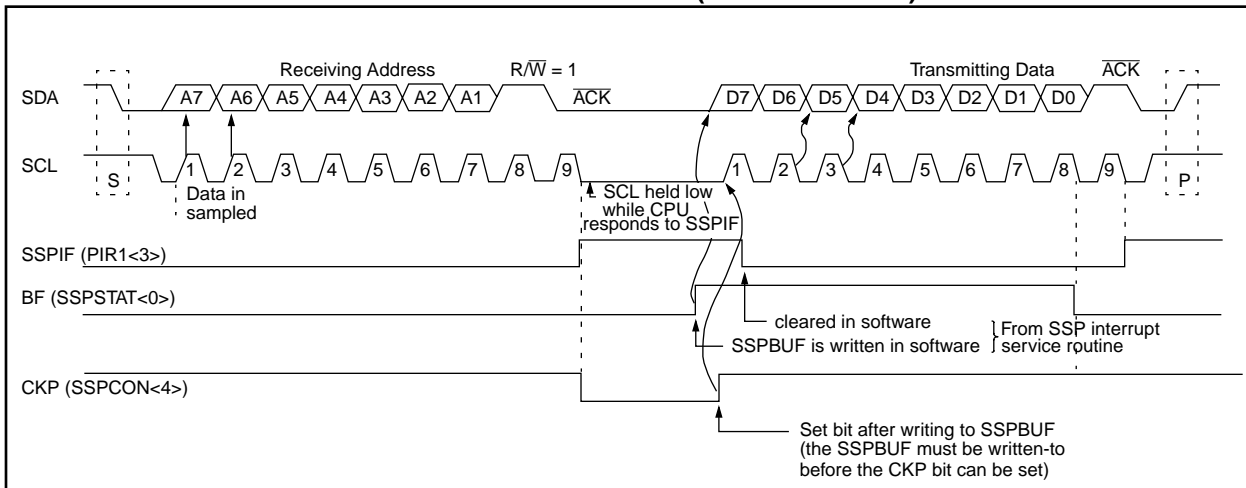 Receiving Address R/W = 1 Transmitting Data ACK
SDA A7 A6 A5 A4 A3 A2 A1 ACK D7 D6 D5 D4 D3 D2 D1 D0
SCL S 1 2 3 4 5 6 7 8 9 1 2 3 4 5 6 7 8 9 P
Data in
sampled
SCL held low
while CPU
responds to SSPIF
SSPIF (PIR1<3>)
BF (SSPSTAT<0>)
cleared in software
SSPBUF is written in software
From SSP interrupt
service routine
CKP (SSPCON<4>)
Set bit after writing to SSPBUF
(the SSPBUF must be written-to
before the CKP bit can be set)